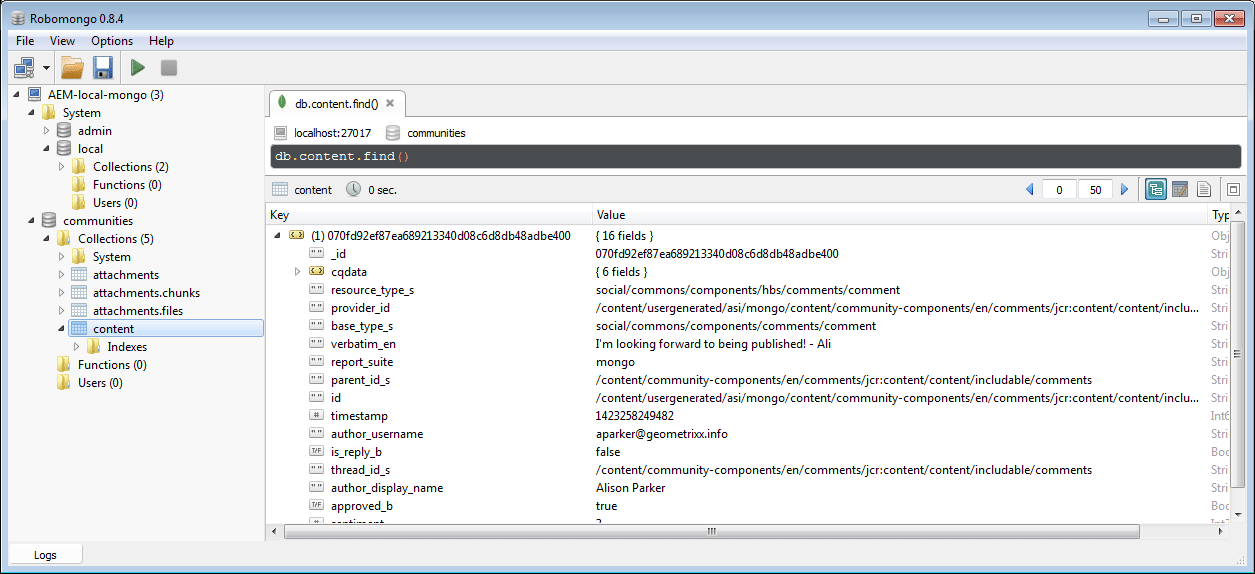 Robomongo 0.8.4
File View Options Help
AEM-local-mongo (3)
System
admin
local
Collections (2)
Functions (0)
Users (0)
communities
Collections (5)
System
attachments
attachments.chunks
attachments.files
content
Indexes
Functions (0)
Users (0)
db.content.find()
localhost:27017 communities
db.content.find()
content 0 sec. 0 50
Key Value Typ
(1) 070fd92ef87ea689213340d08c6d8db48adbe400 { 16 fields } Obj
"" _id 070fd92ef87ea689213340d08c6d8db48adbe400 Stri
cqdata { 6 fields } Obj
"" resource_type_s social/commons/components/hbs/comments/comment Stri
"" provider_id /content/usergenerated/asi/mongo/content/community-components/en/comments/jcr:content/content/inclu... Stri
"" base_type_s social/commons/components/comments/comment Stri
"" verbatim_en I'm looking forward to being published! - Ali Stri
"" report_suite mongo Stri
"" parent_id_s /content/community-components/en/comments/jcr:content/content/includable/comments Stri
"" id /content/usergenerated/asi/mongo/content/community-components/en/comments/jcr:content/content/inclu... Stri
# timestamp 1423258249482 Int6
"" author_username aparker@geometrixx.info Stri
T/F is_reply_b false Boo
"" thread_id_s /content/community-components/en/comments/jcr:content/content/includable/comments Stri
"" author_display_name Alison Parker Stri
T/F approved_b true Boo
Logs